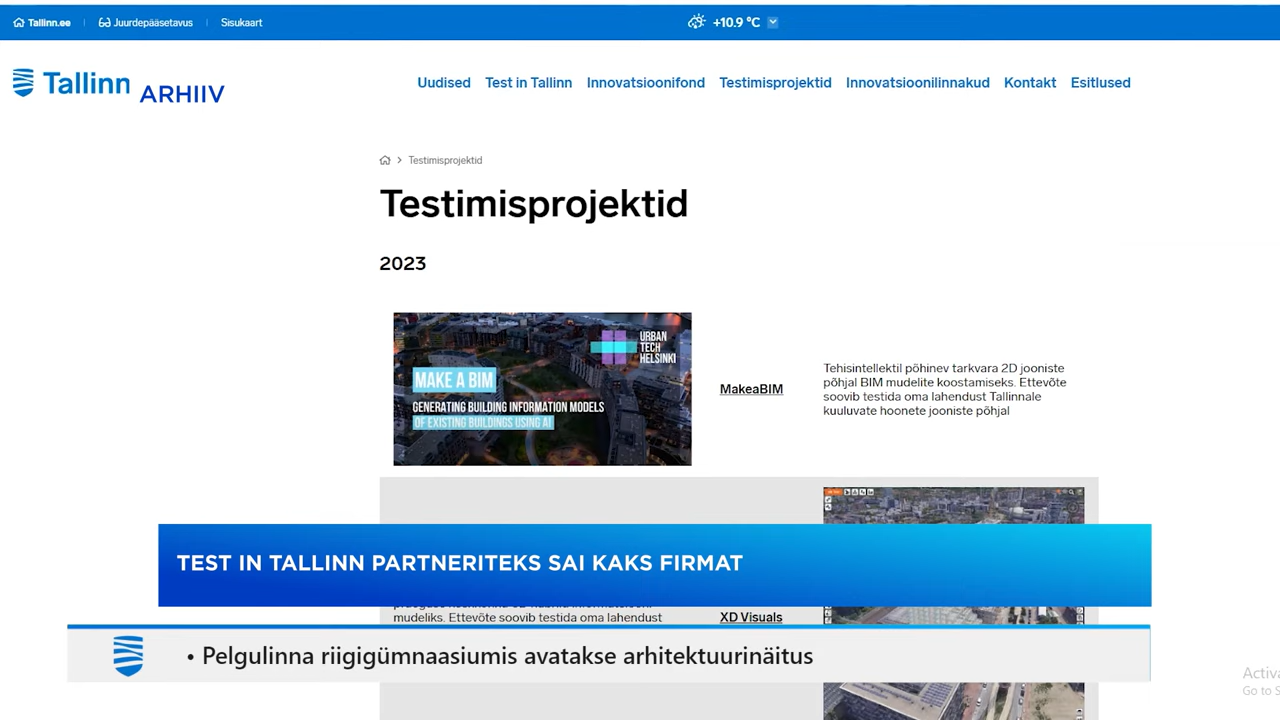 Tallinn.ee
Juurdepääsetavus
Sisukaart
+10.9 °C
Tallinn ARHIIV
Uudised Test in Tallinn Innovatsioonifond Testimisprojektid Innovatsioonilinnakud Kontakt Esitlused
Testimisprojektid
Testimisprojektid
2023
URBAN
TECH
HELSINKI
MAKE A BIM
GENERATING BUILDING INFORMATION MODELS
OF EXISTING BUILDINGS USING AI
MakeaBIM
Tehisintellektil põhinev tarkvara 2D jooniste
põhjal BIM mudelite koostamiseks. Ettevõte
soovib testida oma lahendust Tallinnale
kuuluvate hoonete jooniste põhjal
TEST IN TALLINN PARTNERITEKS SAI KAKS FIRMAT
mudeliks. Ettevõte soovib testida oma lahendust
XD Visuals
• Pelgulinna riigigümnaasiumis avatakse arhitektuurinäitus
Go to